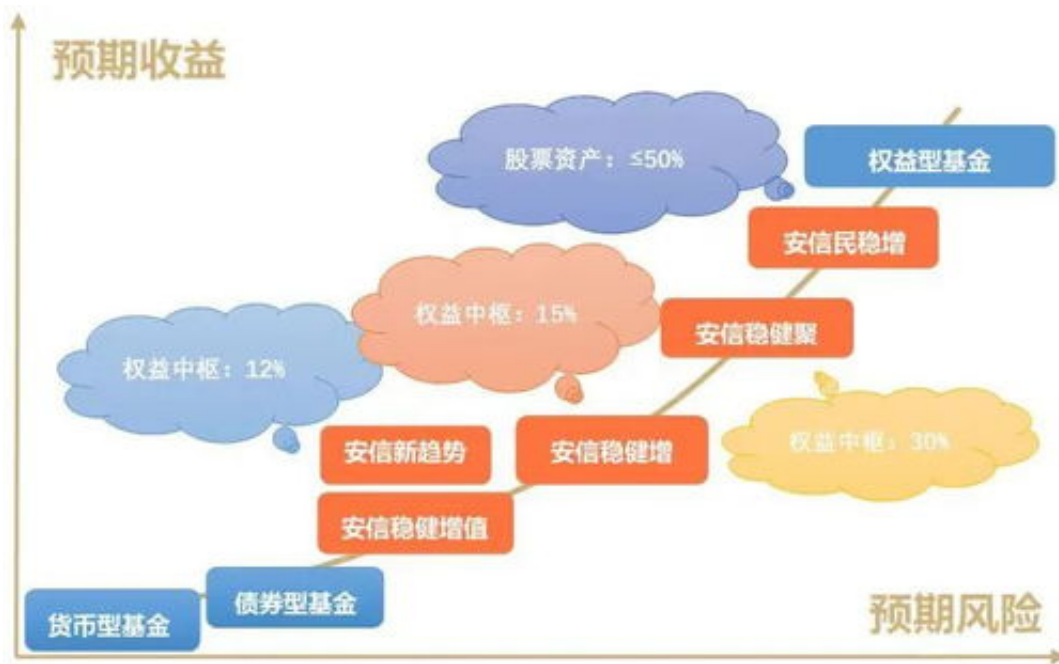 预期收益
股票资产：≤50%
权益型基金
安信民稳增
权益中枢：15%
安信稳健聚
权益中枢：12%
安信新趋势
安信稳健增
权益中枢：30%
安信稳健增值
债券型基金
货币型基金
预期风险